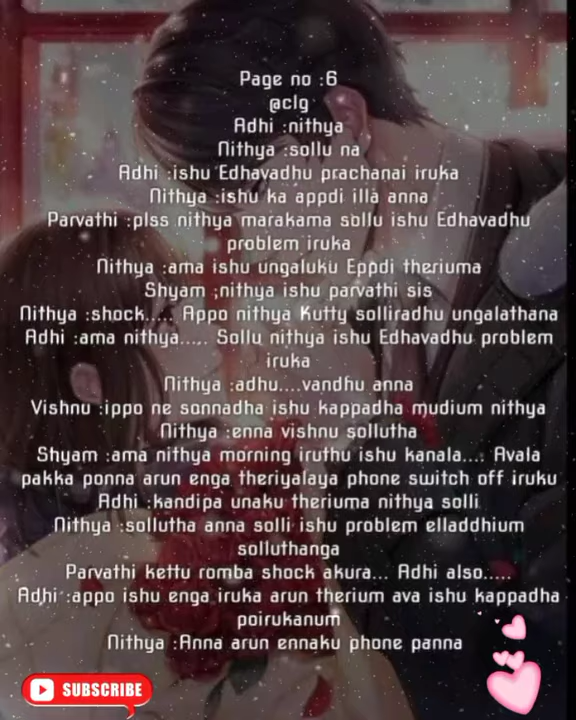 Page no :6
@clg
Adhi :nithya
Nithya :sollu na
Adhi :ishu Edhavadhu prachanai iruka
Nithya :ishu ka appdi illa anna
Parvathi :plss nithya marakama sollu ishu Edhavadhu
problem iruka
Nithya :ama ishu ungaluku Eppdi theriuma
Shyam ;nithya ishu parvathi sis
Nithya :shock..... Appo nithya Kutty solliradhu ungalathana
Adhi :ama nithya..... Sollu nithya ishu Edhavadhu problem
iruka
Nithya :adhu....vandhu anna
Vishnu :ippo ne sonnadha ishu kappadha mudium nithya
Nithya :enna vishnu sollutha
Shyam :ama nithya morning iruthu ishu kanala.... Avala
pakka ponna arun enga theriyalaya phone switch off iruku
Adhi :kandipa unaku theriuma nithya solli
Nithya :sollutha anna solli ishu problem elladdhium
solluthanga
Parvathi kettu romba shock akura... Adhi also.....
Adhi :appo ishu enga iruka arun therium ava ishu kappadha
poirukanum
Nithya :Anna arun ennaku phone panna
SUBSCRIBE